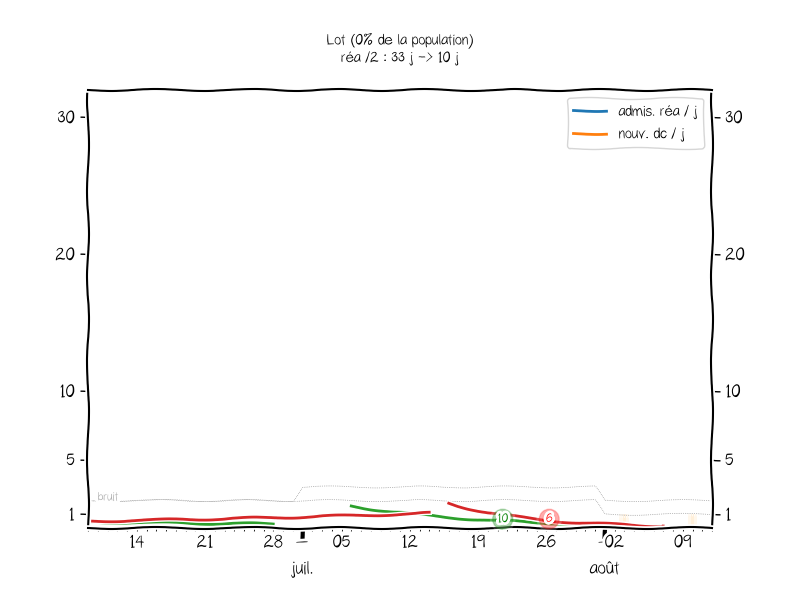 Lot (0% de la population)
réa /2 : 33 j -> 10 j
admis. réa / j
nouv. dc / j
30
30
20
20
10
10
5
5
bruit
1
1
10
6
14 21 28 05 12 19 26 02 09
juil. août